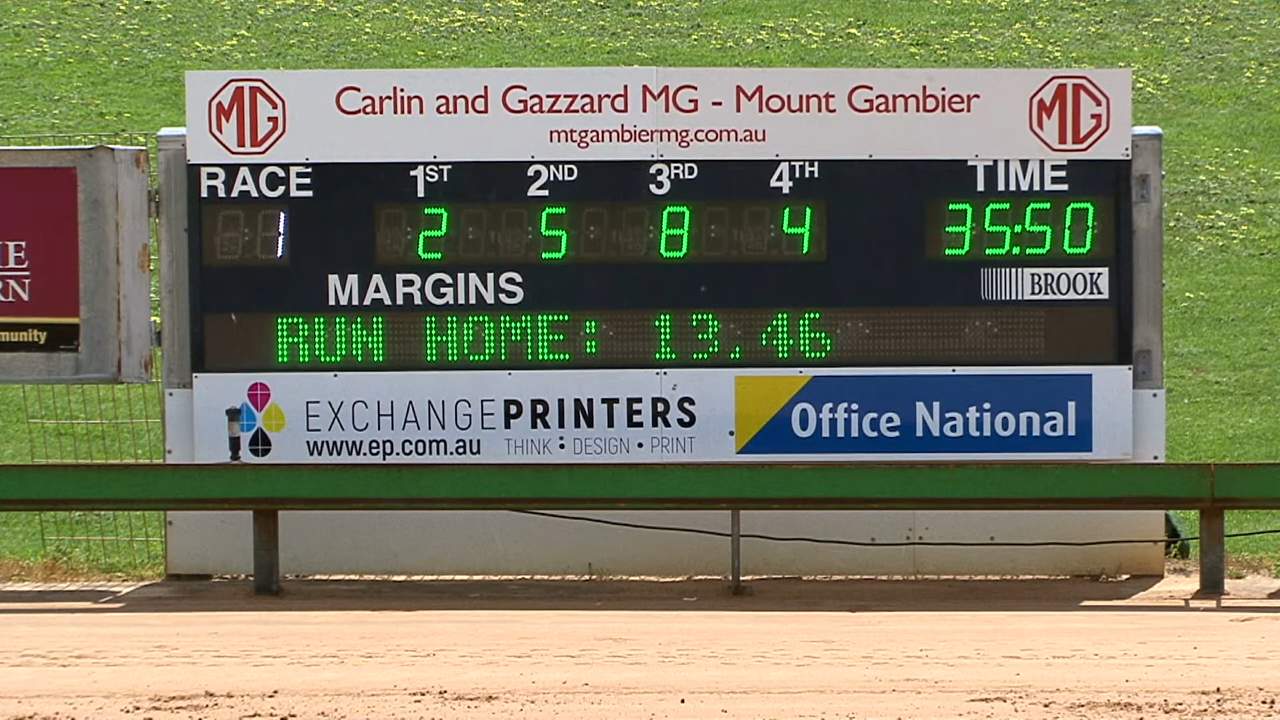 MG Carlin and Gazzard MG - Mount Gambier MG
mtgambiermg.com.au
RACE 1ST 2ND 3RD 4TH TIME
1 2 5 8 4 35:50
MARGINS BROOK
RUN HOME: 13.46
EXCHANGEPRINTERS
www.ep.com.au THINK : DESIGN • PRINT
Office National